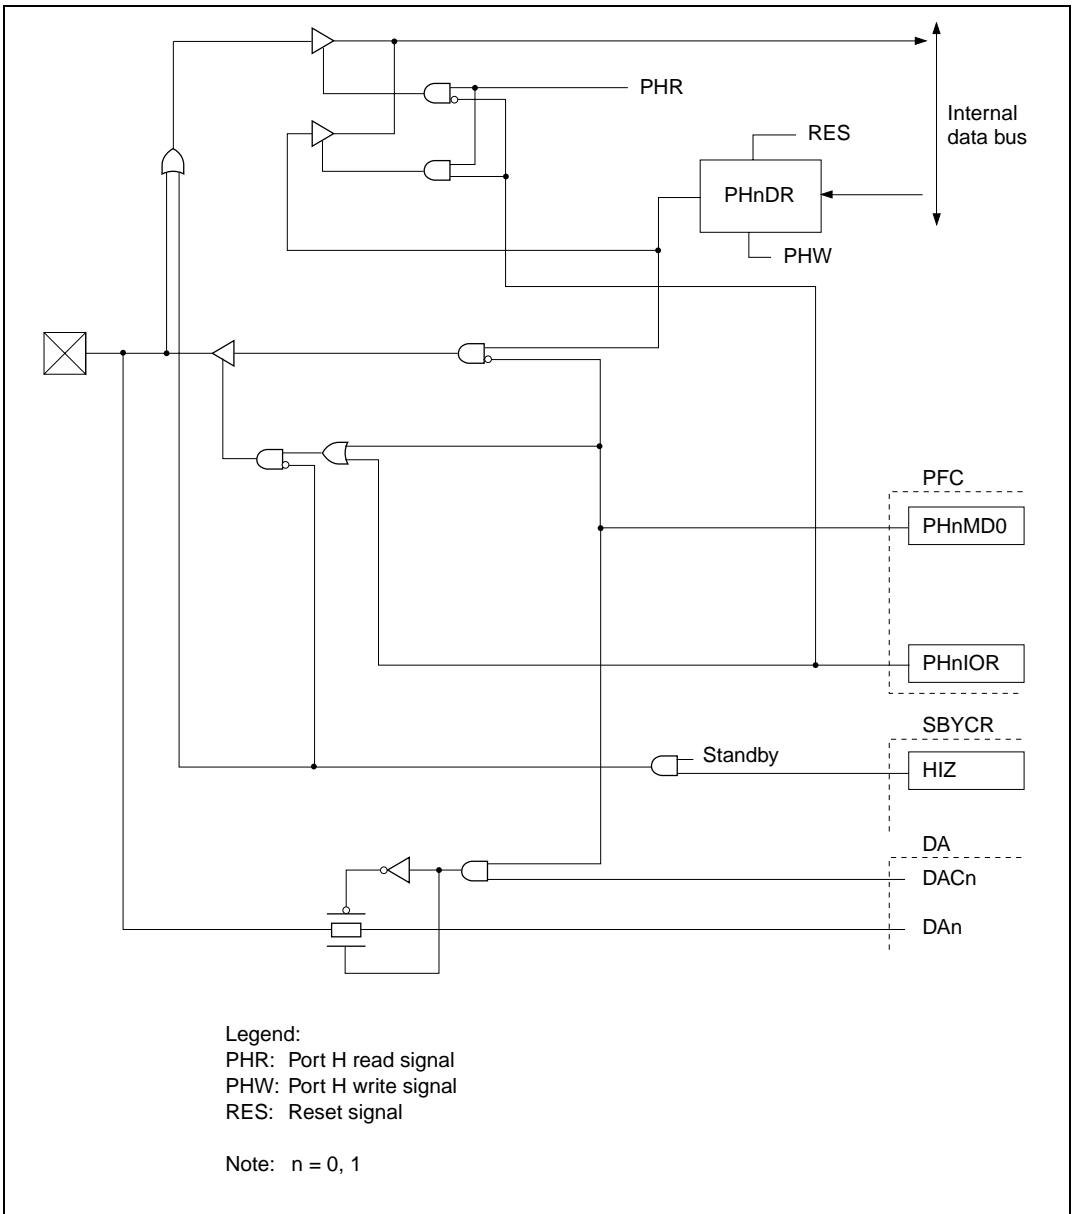 PHR
Internal
data bus
RES
PHnDR
PHW
PFC
PHnMD0
PHnIOR
SBYCR
Standby
HIZ
DA
DACn
DAn
Legend:
PHR: Port H read signal
PHW: Port H write signal
RES: Reset signal
Note: n = 0, 1